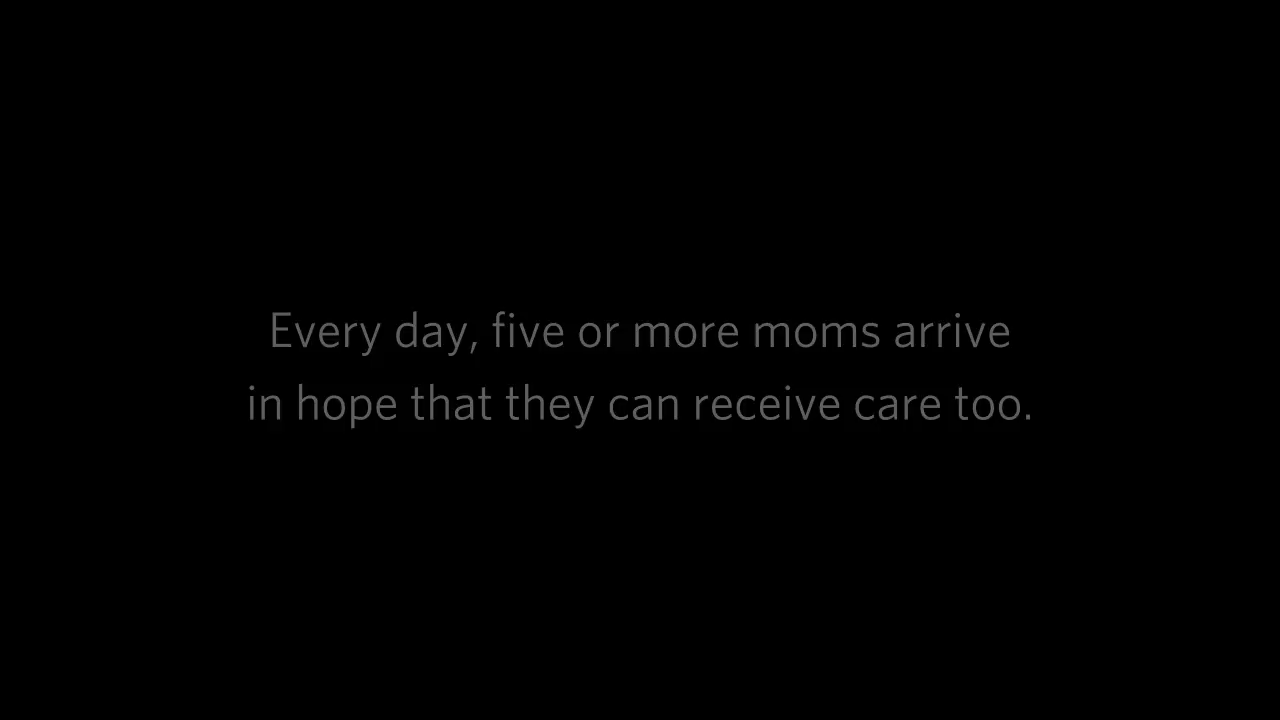 Every day, five or more moms arrive
in hope that they can receive care too.